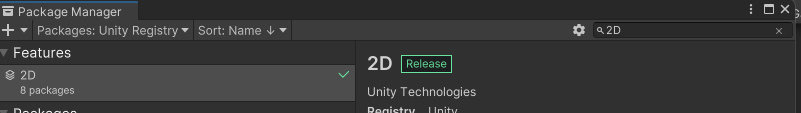 Package Manager
Packages: Unity Registry
Sort: Name ↓
2D
Features
2D
8 packages
2D Release
Unity Technologies
Registry Unity
Packages